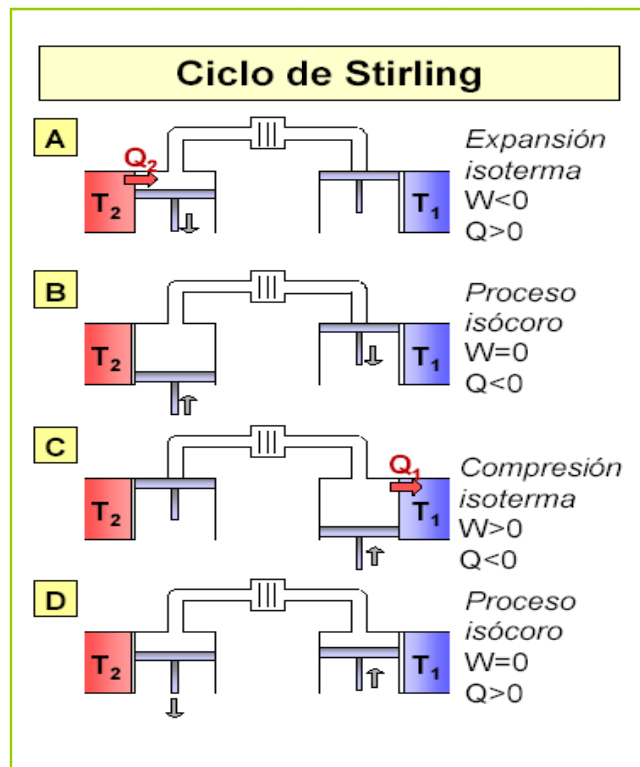 Ciclo de Stirling
A
Q2
T2
T1
Expansión
isoterma
W<0
Q>0
B
T2
T1
Proceso
isócoro
W=0
Q<0
C
Q1
T2
T1
Compresión
isoterma
W>0
Q<0
D
T2
T1
Proceso
isócoro
W=0
Q>0